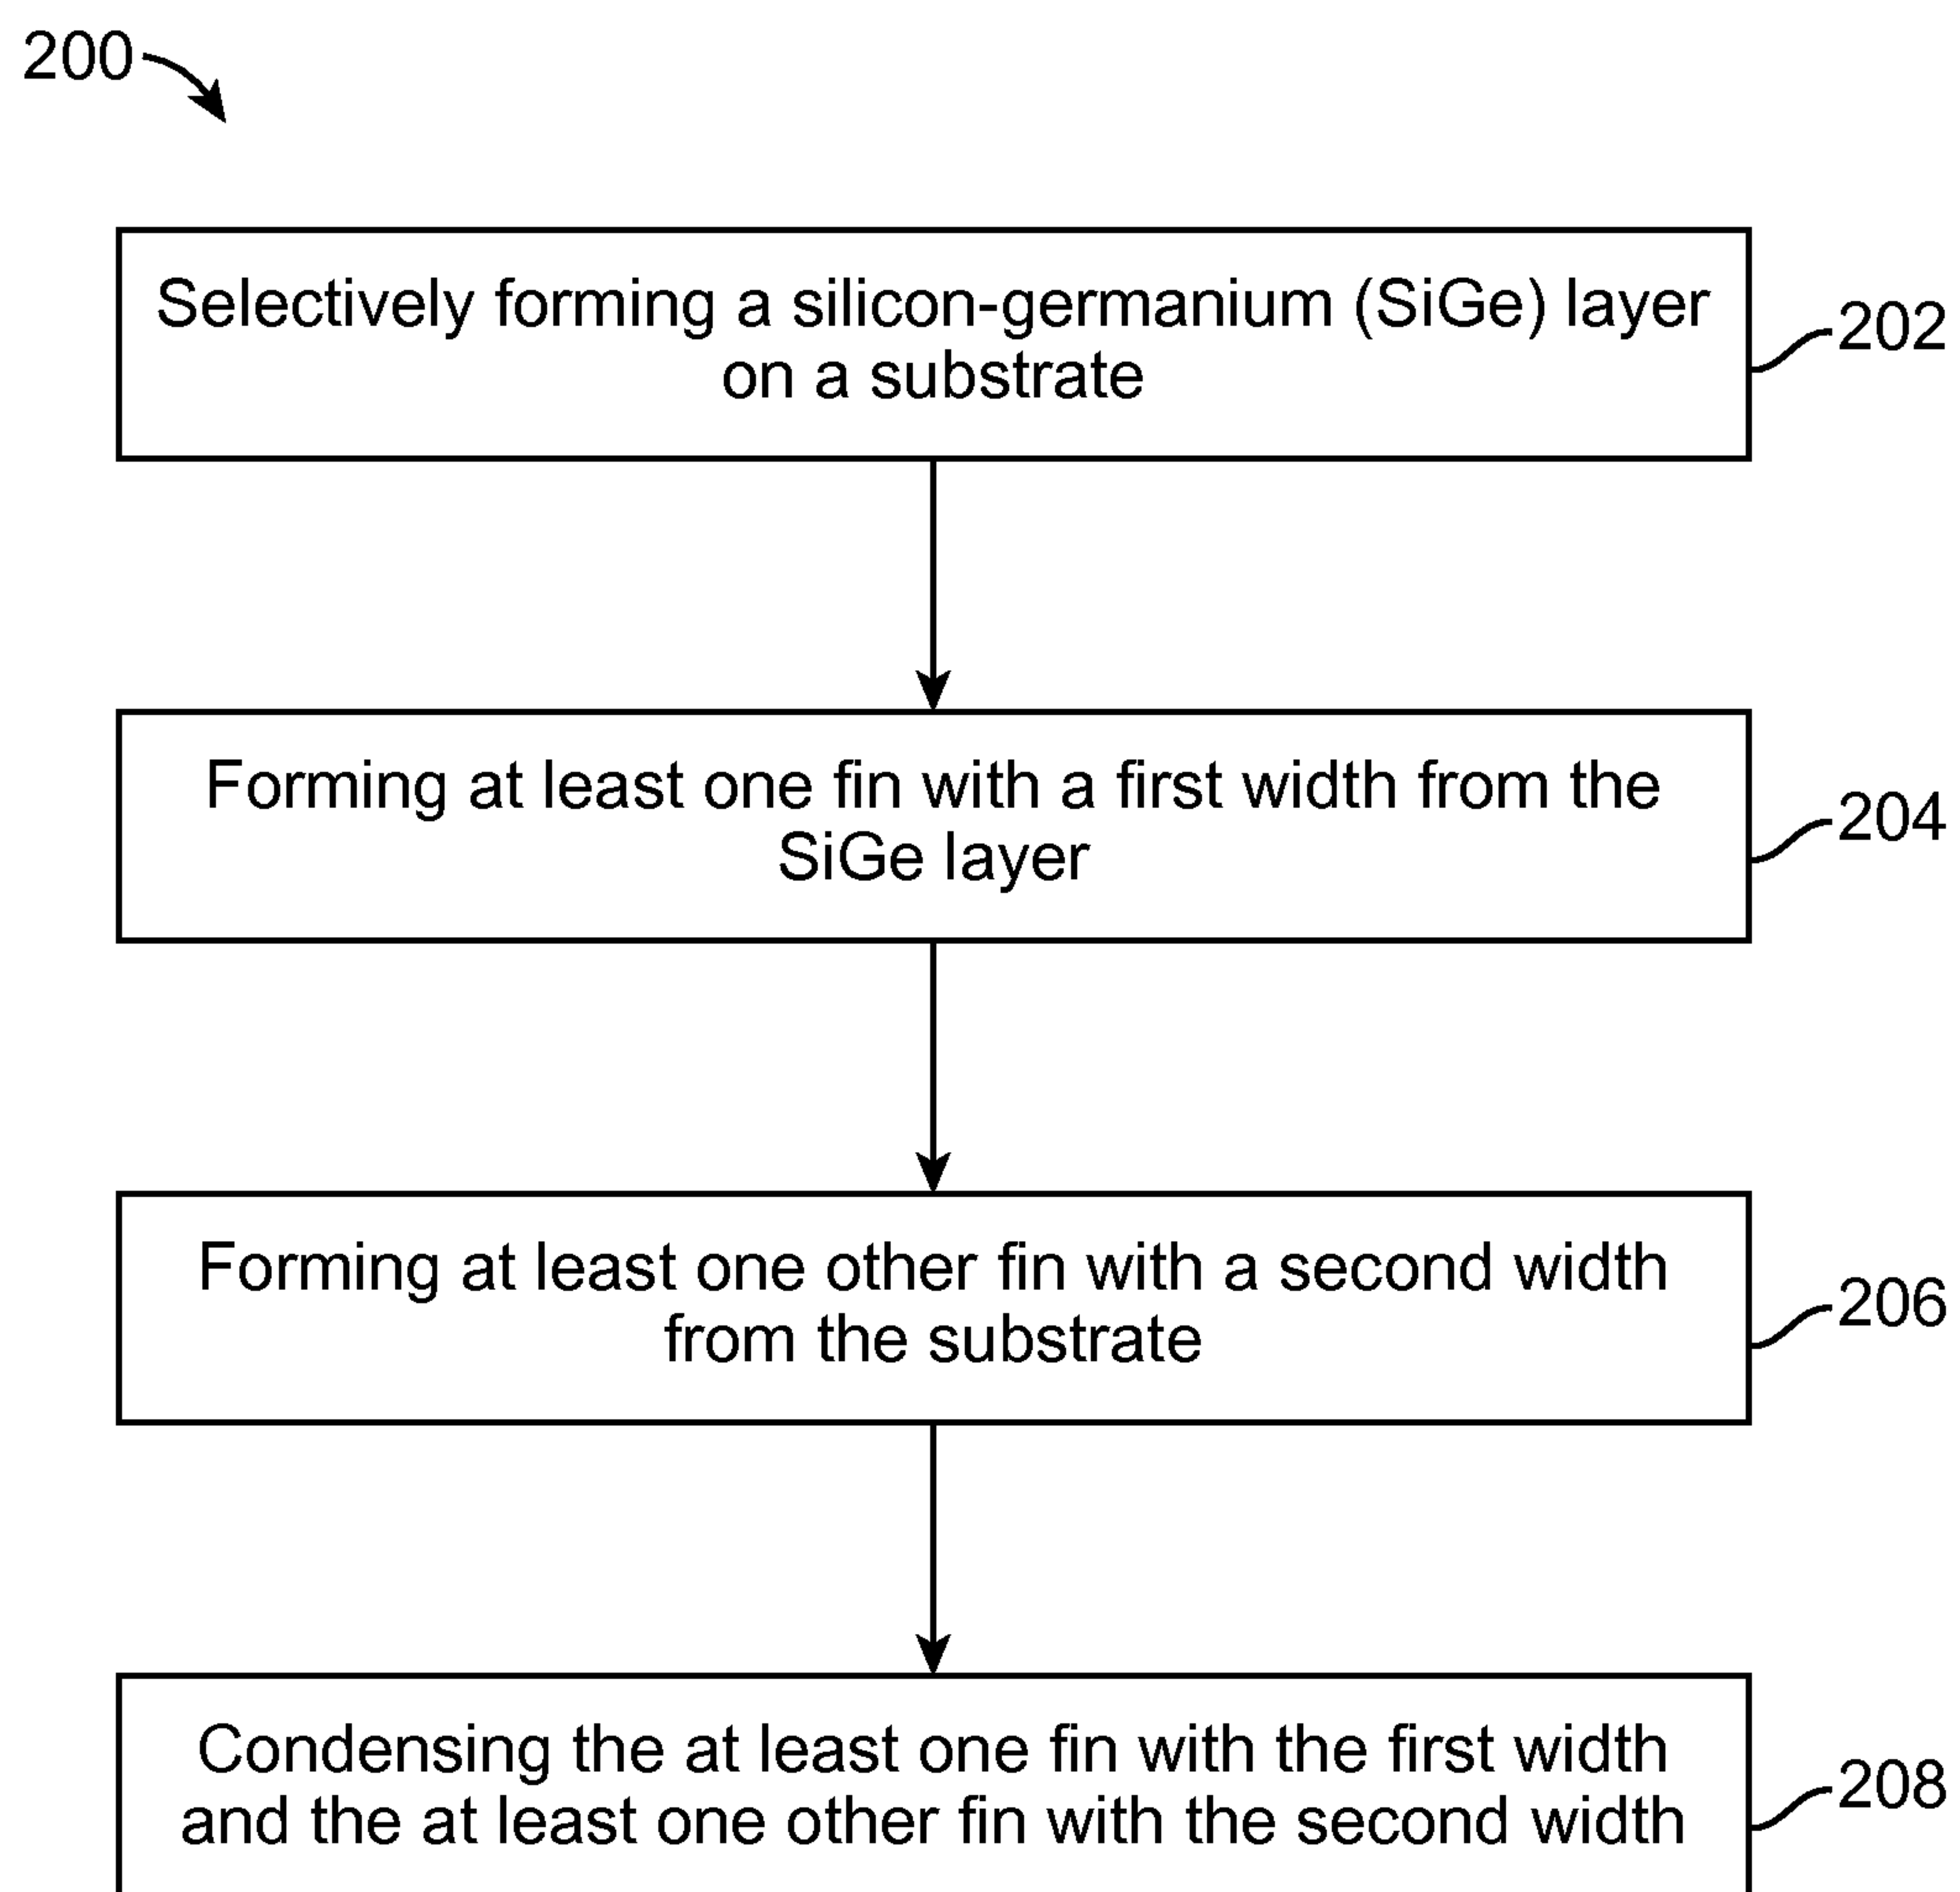 200
Selectively forming a silicon-germanium (SiGe) layer
on a substrate
202
Forming at least one fin with a first width from the
SiGe layer
204
Forming at least one other fin with a second width
from the substrate
206
Condensing the at least one fin with the first width
and the at least one other fin with the second width
208